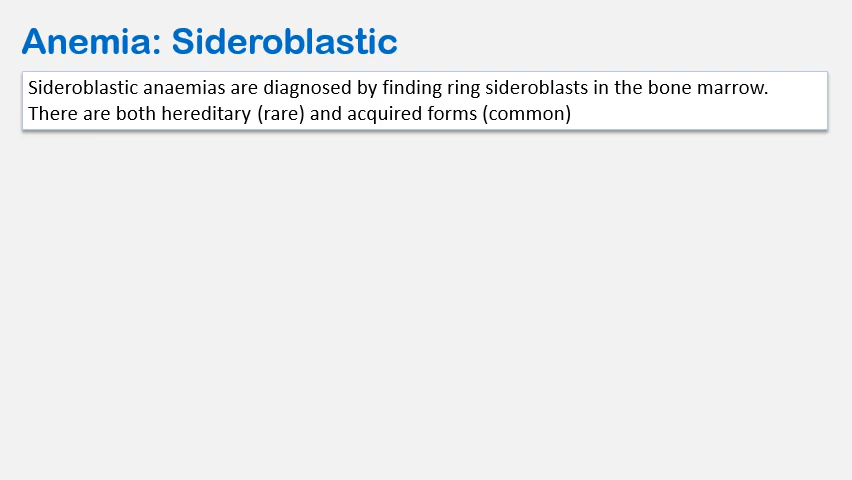 Anemia: Sideroblastic
Sideroblastic anaemias are diagnosed by finding ring sideroblasts in the bone marrow.
There are both hereditary (rare) and acquired forms (common)